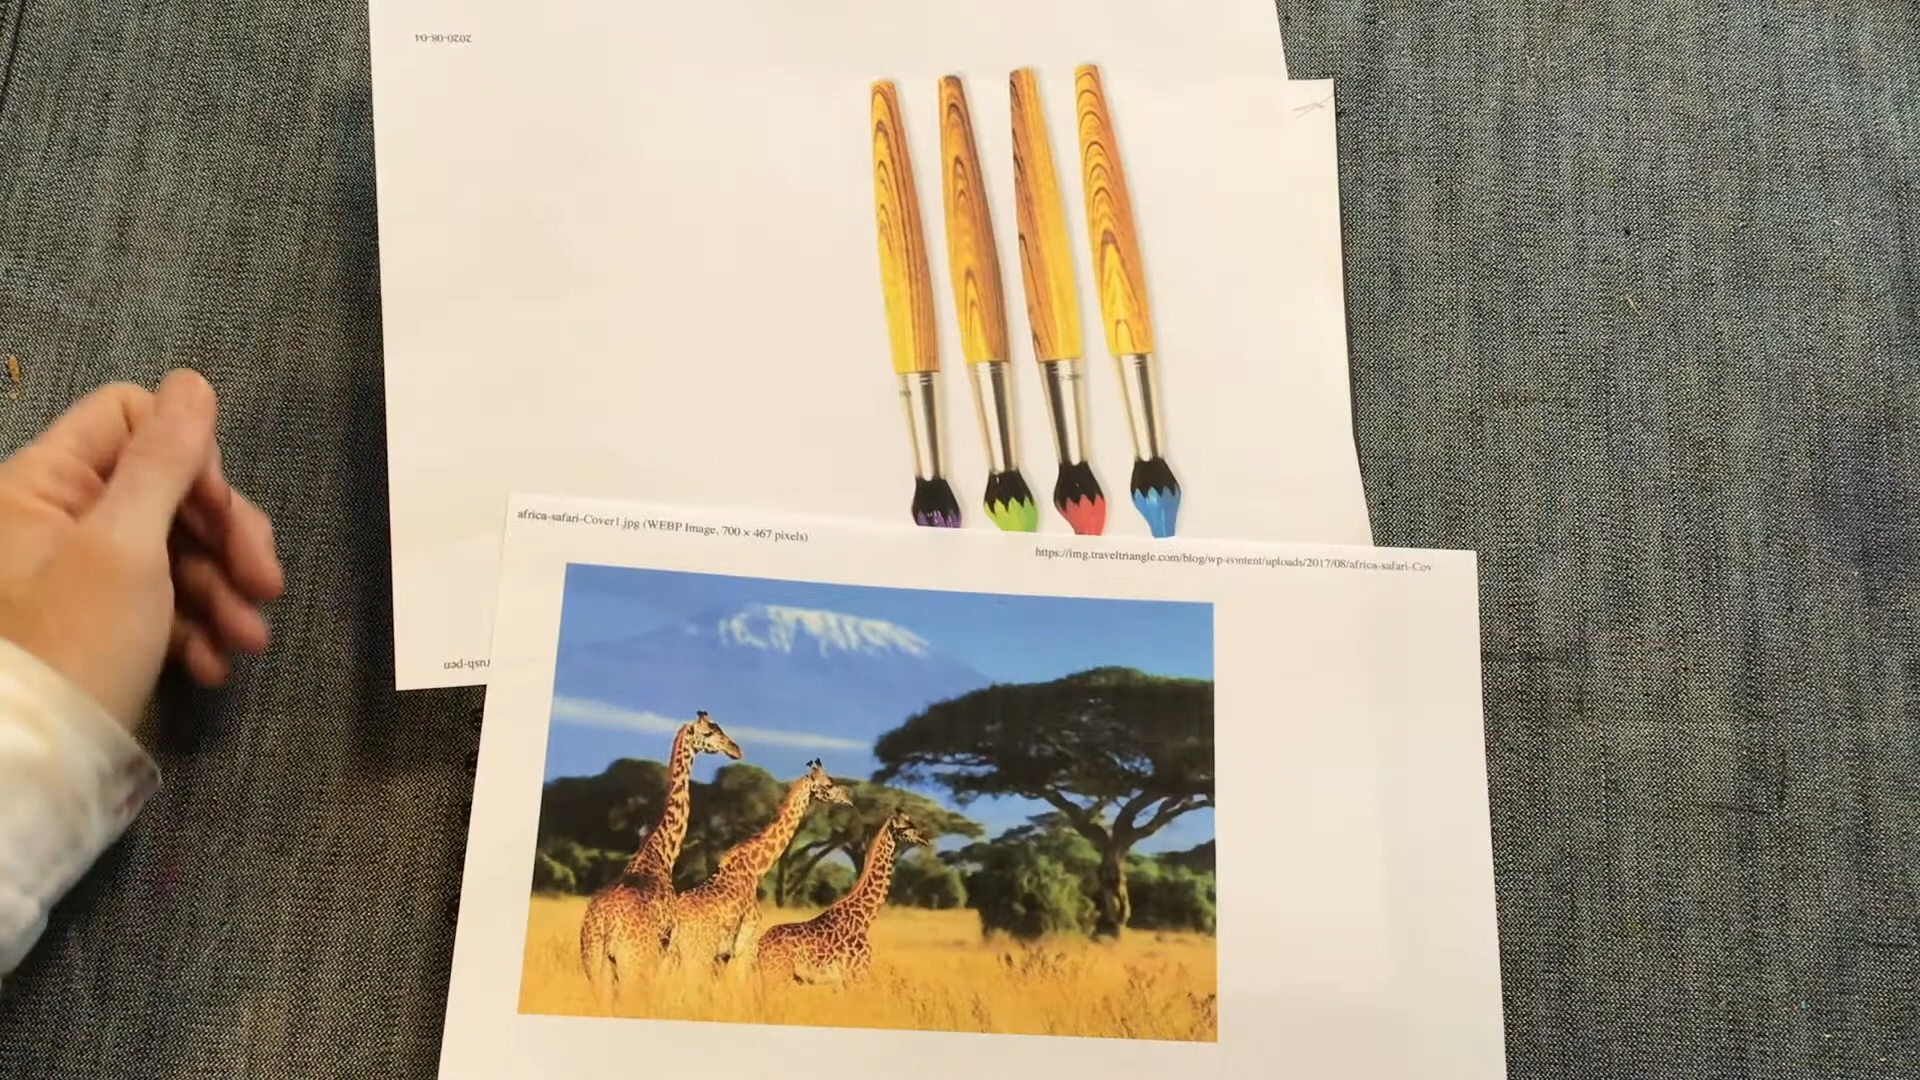 2020-08-04
africa-safari-Cover1.jpg (WEBP Image, 700 × 467 pixels)
https://img.traveltriangle.com/blog/wp-content/uploads/2017/08/africa-safari-Cov
rush-pen